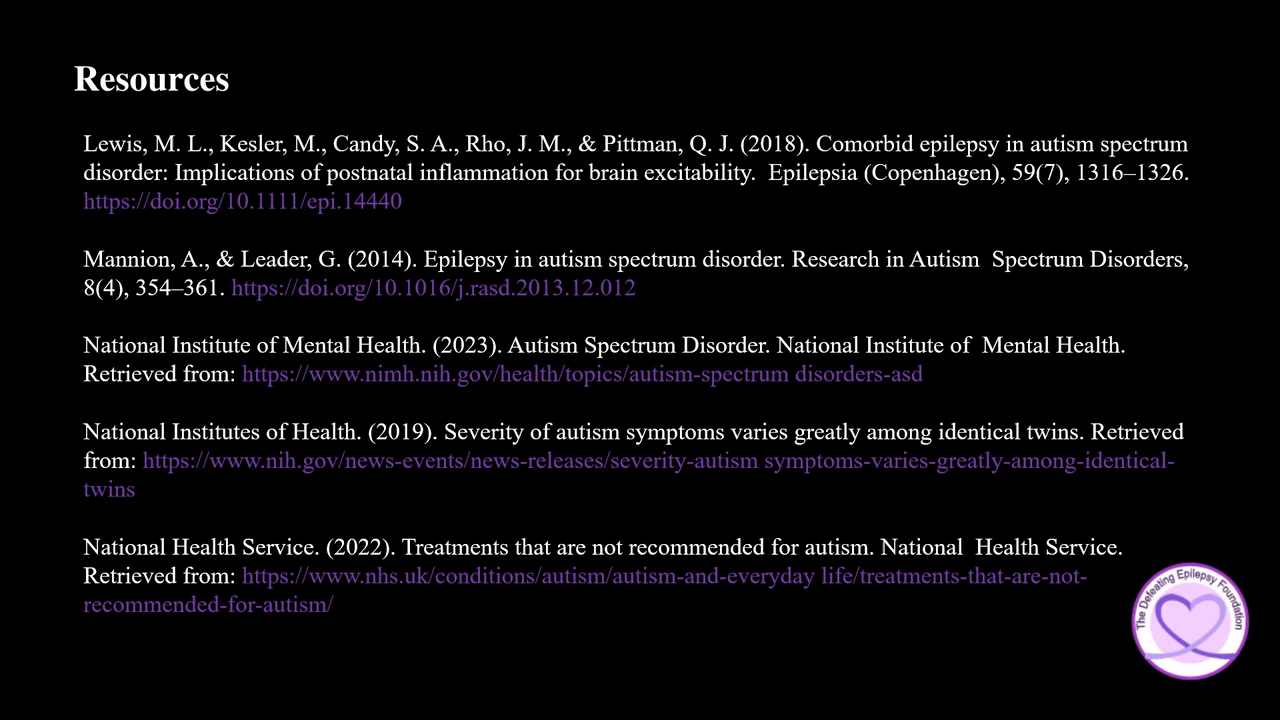 Resources
Lewis, M. L., Kesler, M., Candy, S. A., Rho, J. M., & Pittman, Q. J. (2018). Comorbid epilepsy in autism spectrum
disorder: Implications of postnatal inflammation for brain excitability.  Epilepsia (Copenhagen), 59(7), 1316–1326.
https://doi.org/10.1111/epi.14440
Mannion, A., & Leader, G. (2014). Epilepsy in autism spectrum disorder. Research in Autism  Spectrum Disorders,
8(4), 354–361. https://doi.org/10.1016/j.rasd.2013.12.012
National Institute of Mental Health. (2023). Autism Spectrum Disorder. National Institute of  Mental Health.
Retrieved from: https://www.nimh.nih.gov/health/topics/autism-spectrum disorders-asd
National Institutes of Health. (2019). Severity of autism symptoms varies greatly among identical twins. Retrieved
from: https://www.nih.gov/news-events/news-releases/severity-autism symptoms-varies-greatly-among-identical-
twins
National Health Service. (2022). Treatments that are not recommended for autism. National  Health Service.
Retrieved from: https://www.nhs.uk/conditions/autism/autism-and-everyday life/treatments-that-are-not-
recommended-for-autism/
The Defeating Epilepsy Foundation